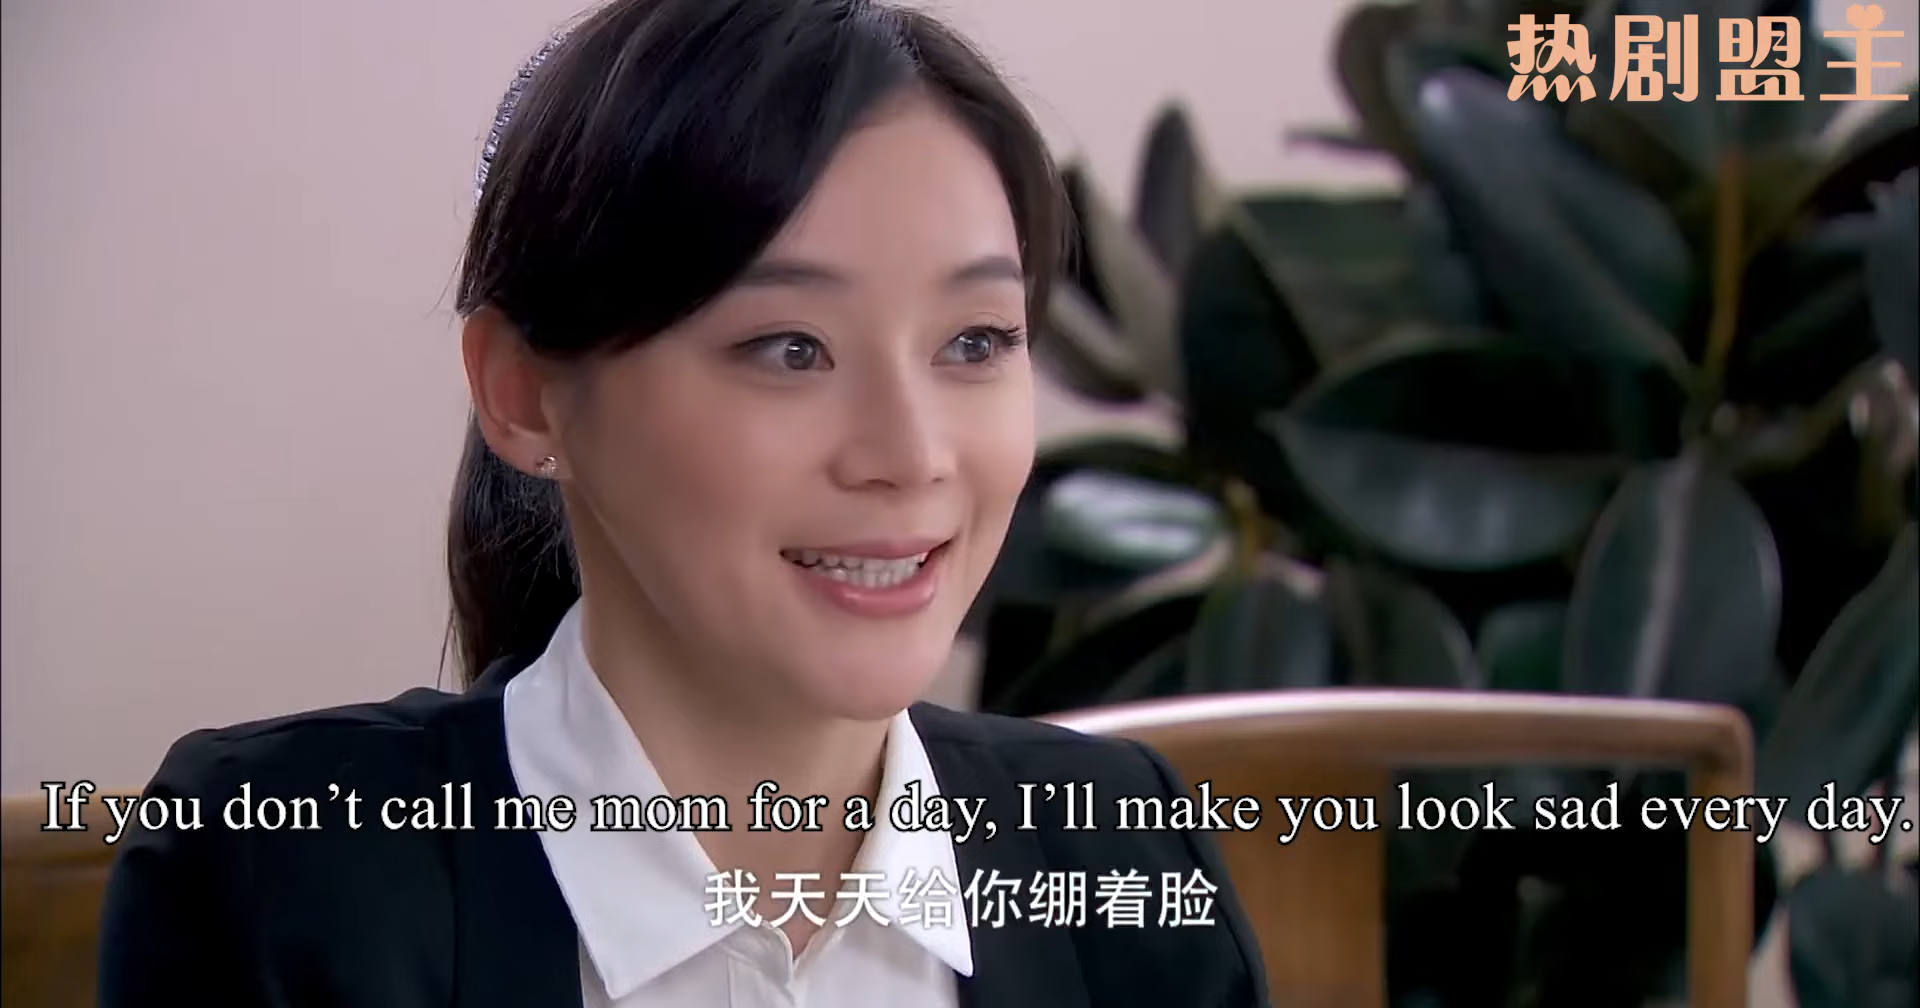 热剧盟主
If you don’t call me mom for a day, I’ll make you look sad every day.
我天天给你绷着脸